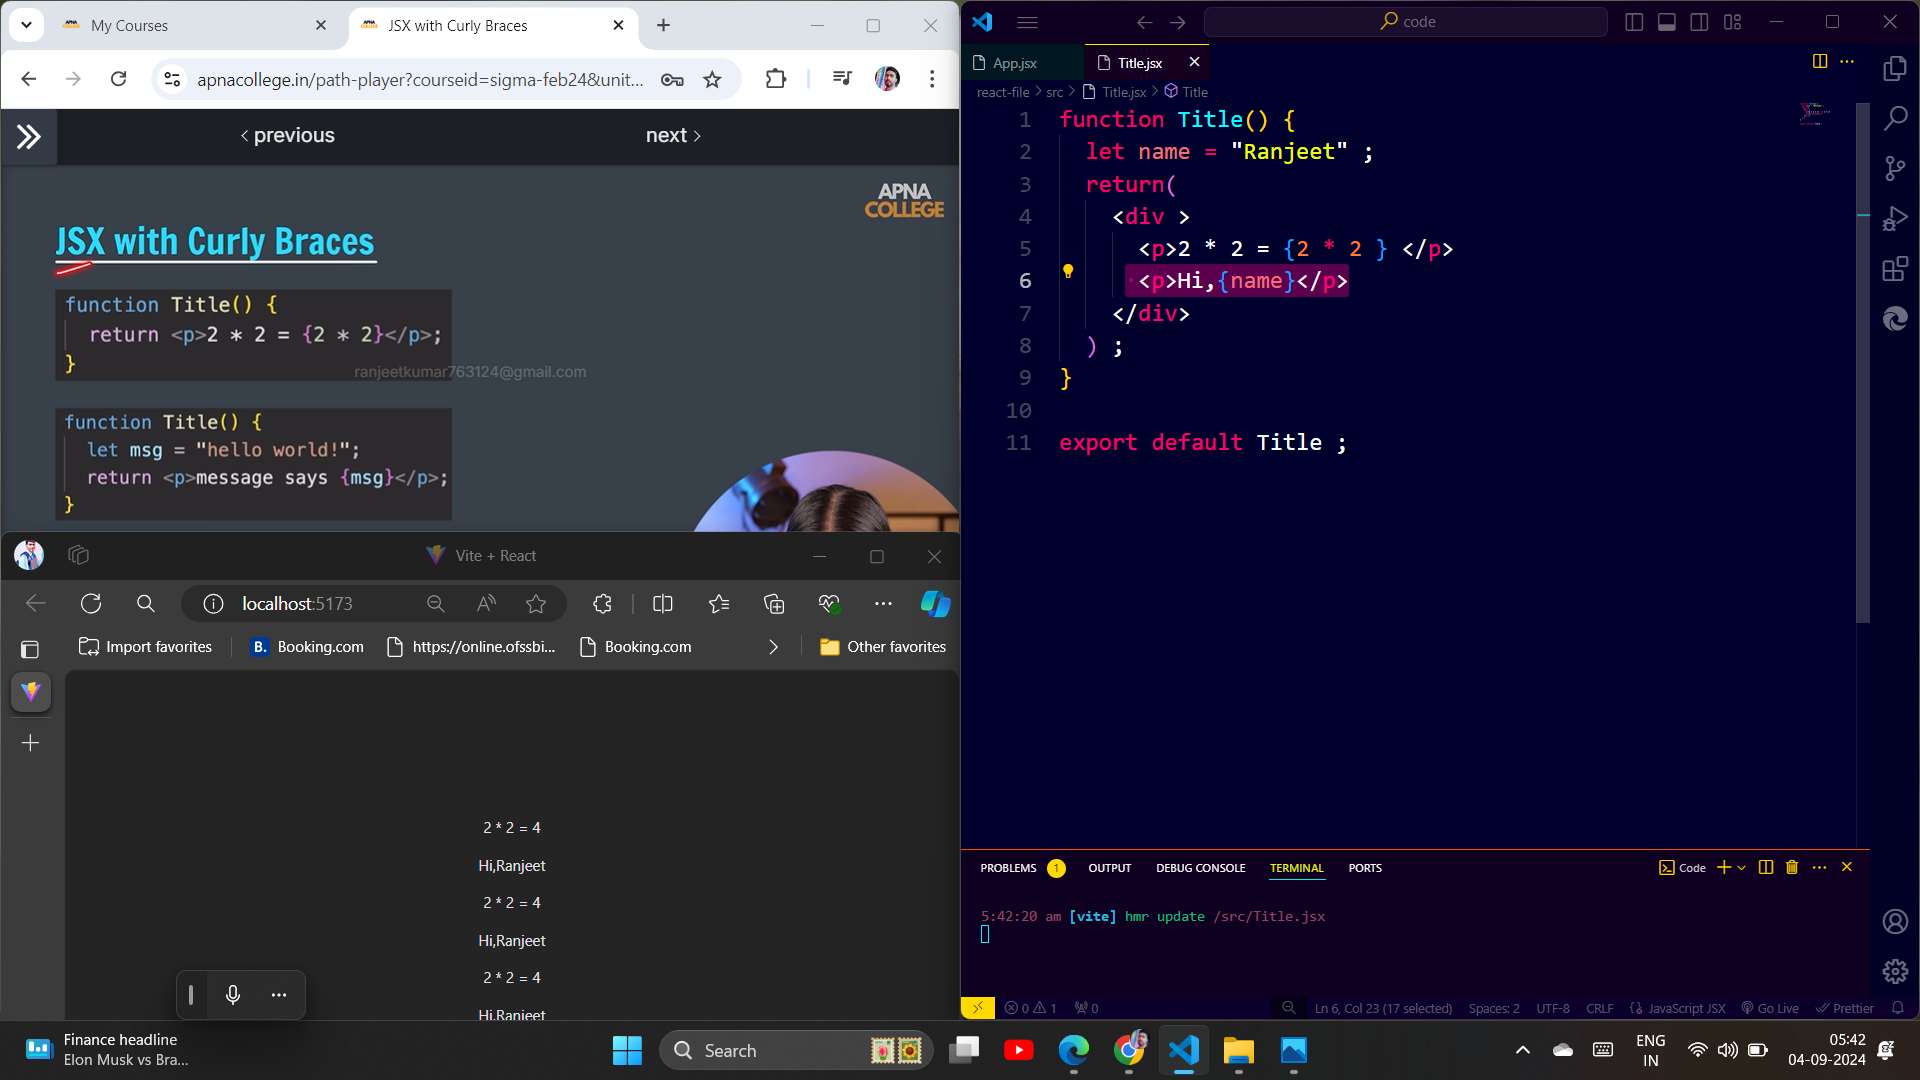 My Courses
JSX with Curly Braces
apnacollege.in/path-player?courseid=sigma-feb24&unit...
previous
next
APNA
COLLEGE
JSX with Curly Braces
function Title() {
return <p>2 * 2 = {2 * 2}</p>;
}
ranjeetkumar763124@gmail.com
function Title() {
let msg = "hello world!";
return <p>message says {msg}</p>;
}
Vite + React
localhost:5173
Import favorites
B. Booking.com
https://online.ofssbi...
Booking.com
Other favorites
2 * 2 = 4
Hi,Ranjeet
2 * 2 = 4
Hi,Ranjeet
2 * 2 = 4
Hi,Ranjeet
code
App.jsx
Title.jsx
react-file > src > Title.jsx > Title
1 function Title() {
2 let name = "Ranjeet" ;
3 return(
4 <div >
5 <p>2 * 2 = {2 * 2 } </p>
6 <p>Hi,{name}</p>
7 </div>
8 ) ;
9 }
10
11 export default Title ;
PROBLEMS 1 OUTPUT DEBUG CONSOLE TERMINAL PORTS
Code
5:42:20 am [vite] hmr update /src/Title.jsx
0 1 0
Ln 6, Col 23 (17 selected) Spaces: 2 UTF-8 CRLF {} JavaScript JSX Go Live Prettier
Finance headline
Elon Musk vs Bra...
Search
ENG
IN
05:42
04-09-2024